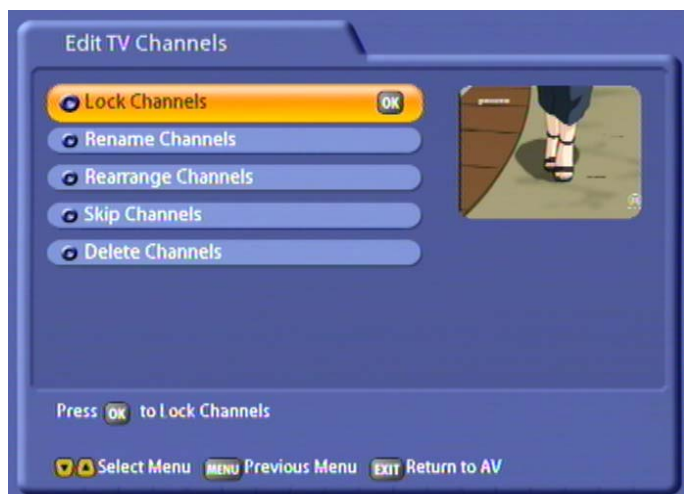 Edit TV Channels
Lock Channels OK
Rename Channels
Rearrange Channels
Skip Channels
Delete Channels
Press OK to Lock Channels
Select Menu MENU Previous Menu EXIT Return to AV